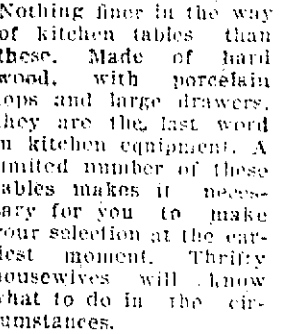 Nothing finer in the way
of kitchen tables than
these. Made of hard
wood, with porcelain
tops and large drawers,
they are the last word
in kitchen equipment. A
limited number of these
tables makes it neces-
sary for you to make
your selection at the ear-
liest moment. Thrifty
housewives will know
what to do in the cir-
cumstances.